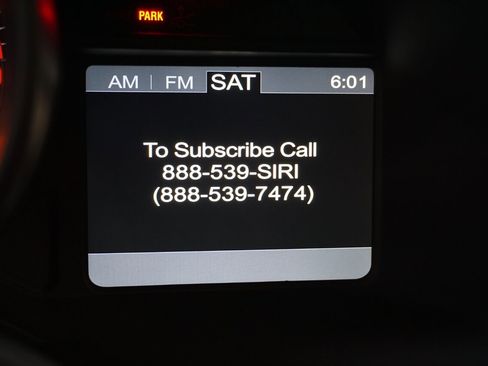 PARK
AM | FM SAT 6:01
To Subscribe Call
888-539-SIRI
(888-539-7474)